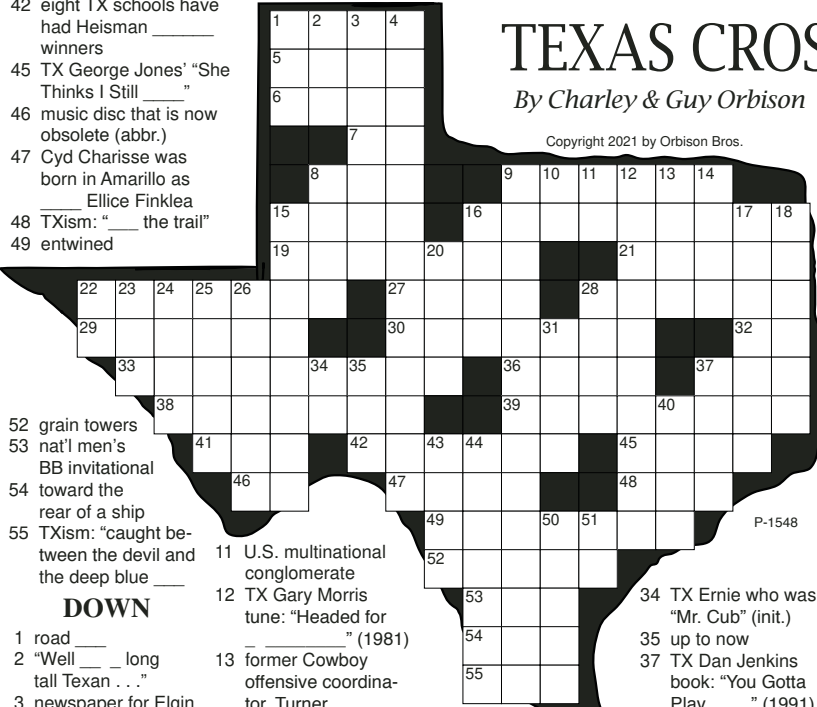 42 eight TX schools have
had Heisman ______
winners
45 TX George Jones’ “She
Thinks I Still ____”
46 music disc that is now
obsolete (abbr.)
47 Cyd Charisse was
born in Amarillo as
____ Ellice Finklea
48 TXism: “___ the trail”
49 entwined
52 grain towers
53 nat’l men’s
BB invitational
54 toward the
rear of a ship
55 TXism: “caught be-
tween the devil and
the deep blue ___
DOWN
1 road ___
2 “Well __ _ long
tall Texan . . .”
3 newspaper for Elgin
11 U.S. multinational
conglomerate
12 TX Gary Morris
tune: “Headed for
_ ________” (1981)
13 former Cowboy
offensive coordina-
tor, Turner
TEXAS CROS
By Charley & Guy Orbison
Copyright 2021 by Orbison Bros.
1 2 3 4
5
6
7
8 9 10 11 12 13 14
15 16 17 18
19 20 21
22 23 24 25 26 27 28
29 30 31 32
33 34 35 36 37
38 39 40
41 42 43 44 45
46 47 48
49 50 51
52
53
54
55
P-1548
34 TX Ernie who was
“Mr. Cub” (init.)
35 up to now
37 TX Dan Jenkins
book: “You Gotta
Play ____” (1991)